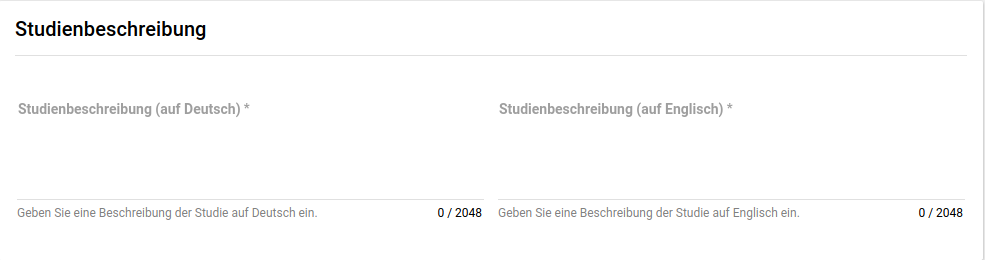 Studienbeschreibung
Studienbeschreibung (auf Deutsch) *
Studienbeschreibung (auf Englisch) *
Geben Sie eine Beschreibung der Studie auf Deutsch ein.
0 / 2048
Geben Sie eine Beschreibung der Studie auf Englisch ein.
0 / 2048